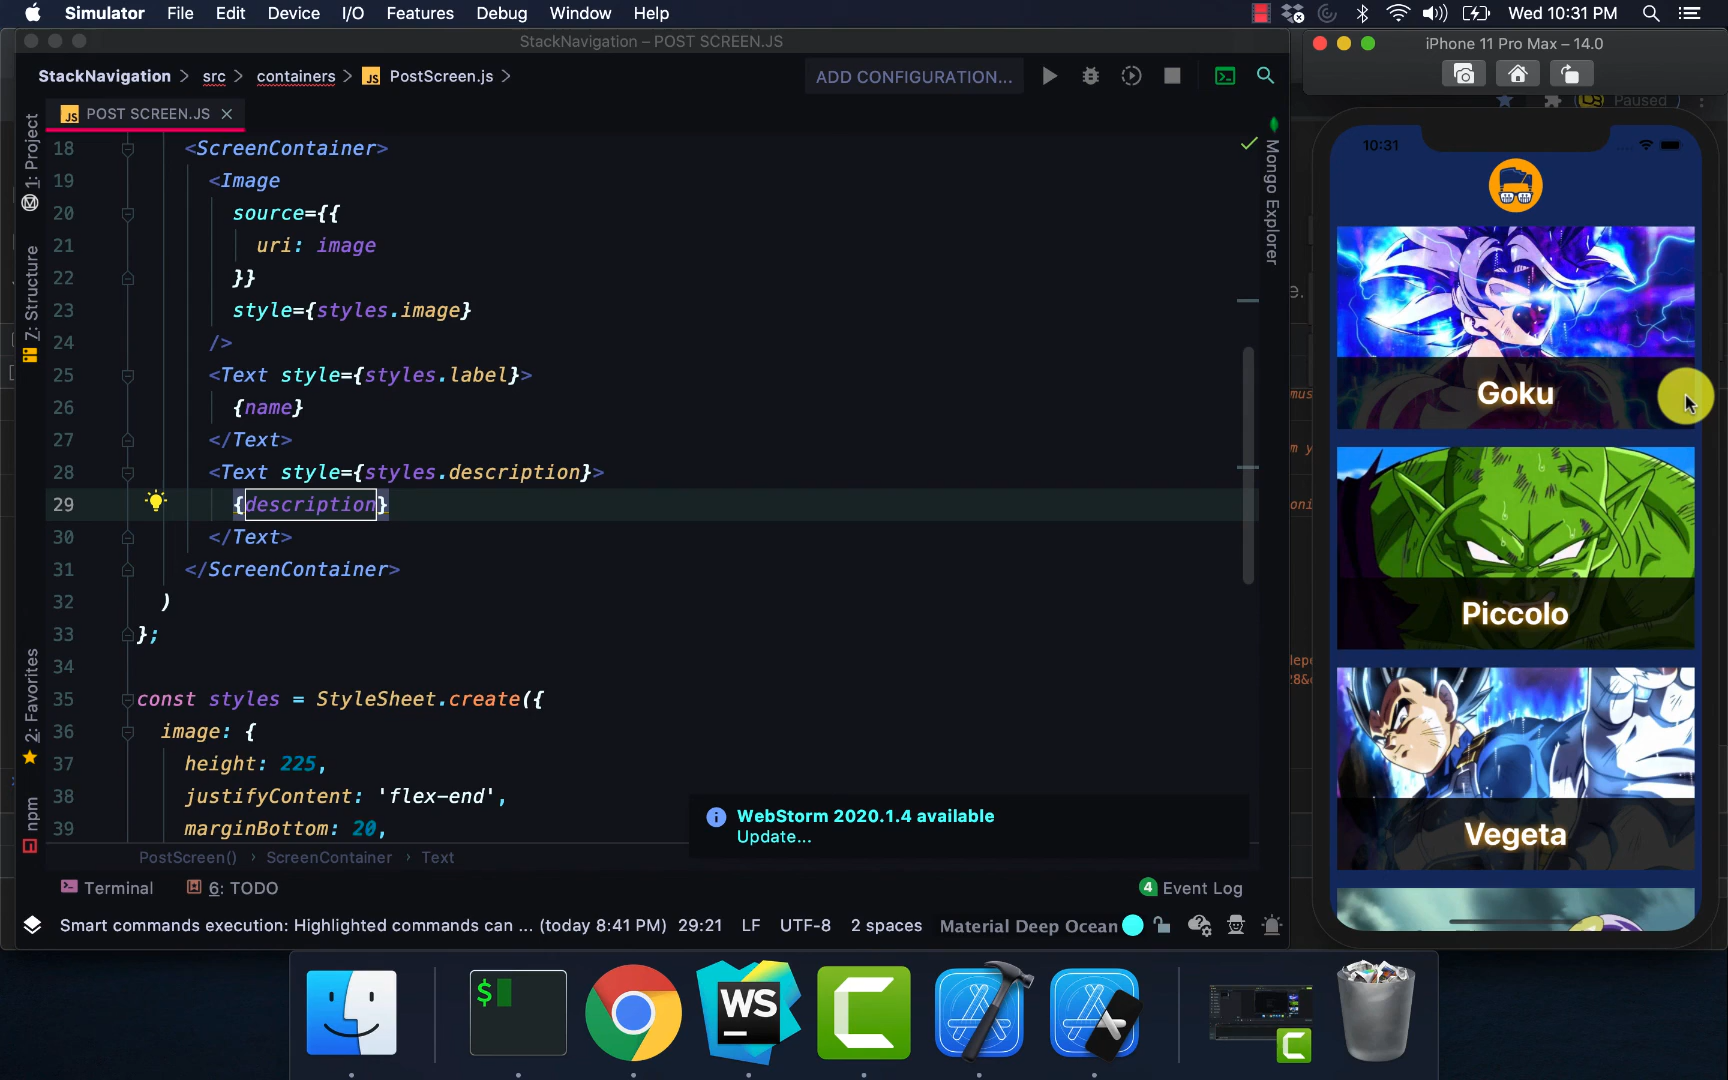 Simulator File Edit Device I/O Features Debug Window Help
Wed 10:31 PM
StackNavigation – POST SCREEN.JS
StackNavigation > src > containers > JS PostScreen.js >
ADD CONFIGURATION...
JS POST SCREEN.JS ×
18 <ScreenContainer>
19 <Image
20 source={{
21 uri: image
22 }}
23 style={styles.image}
24 />
25 <Text style={styles.label}>
26 {name}
27 </Text>
28 <Text style={styles.description}>
29 {description}
30 </Text>
31 </ScreenContainer>
32 )
33 };
34
35 const styles = StyleSheet.create({
36 image: {
37 height: 225,
38 justifyContent: 'flex-end',
39 marginBottom: 20,
1: Project
Z: Structure
2: Favorites
npm
Mongo Explorer
WebStorm 2020.1.4 available
Update...
PostScreen() > ScreenContainer > Text
Terminal 6: TODO
4 Event Log
Smart commands execution: Highlighted commands can ... (today 8:41 PM) 29:21 LF UTF-8 2 spaces Material Deep Ocean
iPhone 11 Pro Max – 14.0
Paused
10:31
Goku
Piccolo
Vegeta
$
WS